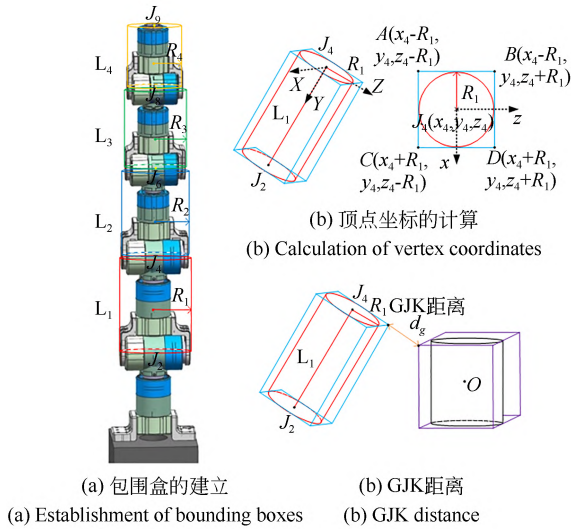 J9
L4
R4
J8
L3
R3
J6
L2
R2
J4
L1
R1
J2
(a) 包围盒的建立
(a) Establishment of bounding boxes
J4
R1
X
Y
Z
L1
J2
A(x4-R1,
y4,z4-R1)
B(x4-R1,
y4,z4+R1)
R1
J4(x4,y4,z4)
z
C(x4+R1,
y4,z4-R1)
x
D(x4+R1,
y4,z4+R1)
(b) 顶点坐标的计算
(b) Calculation of vertex coordinates
J4
R1
GJK距离
dg
L1
J2
O
(b) GJK距离
(b) GJK distance